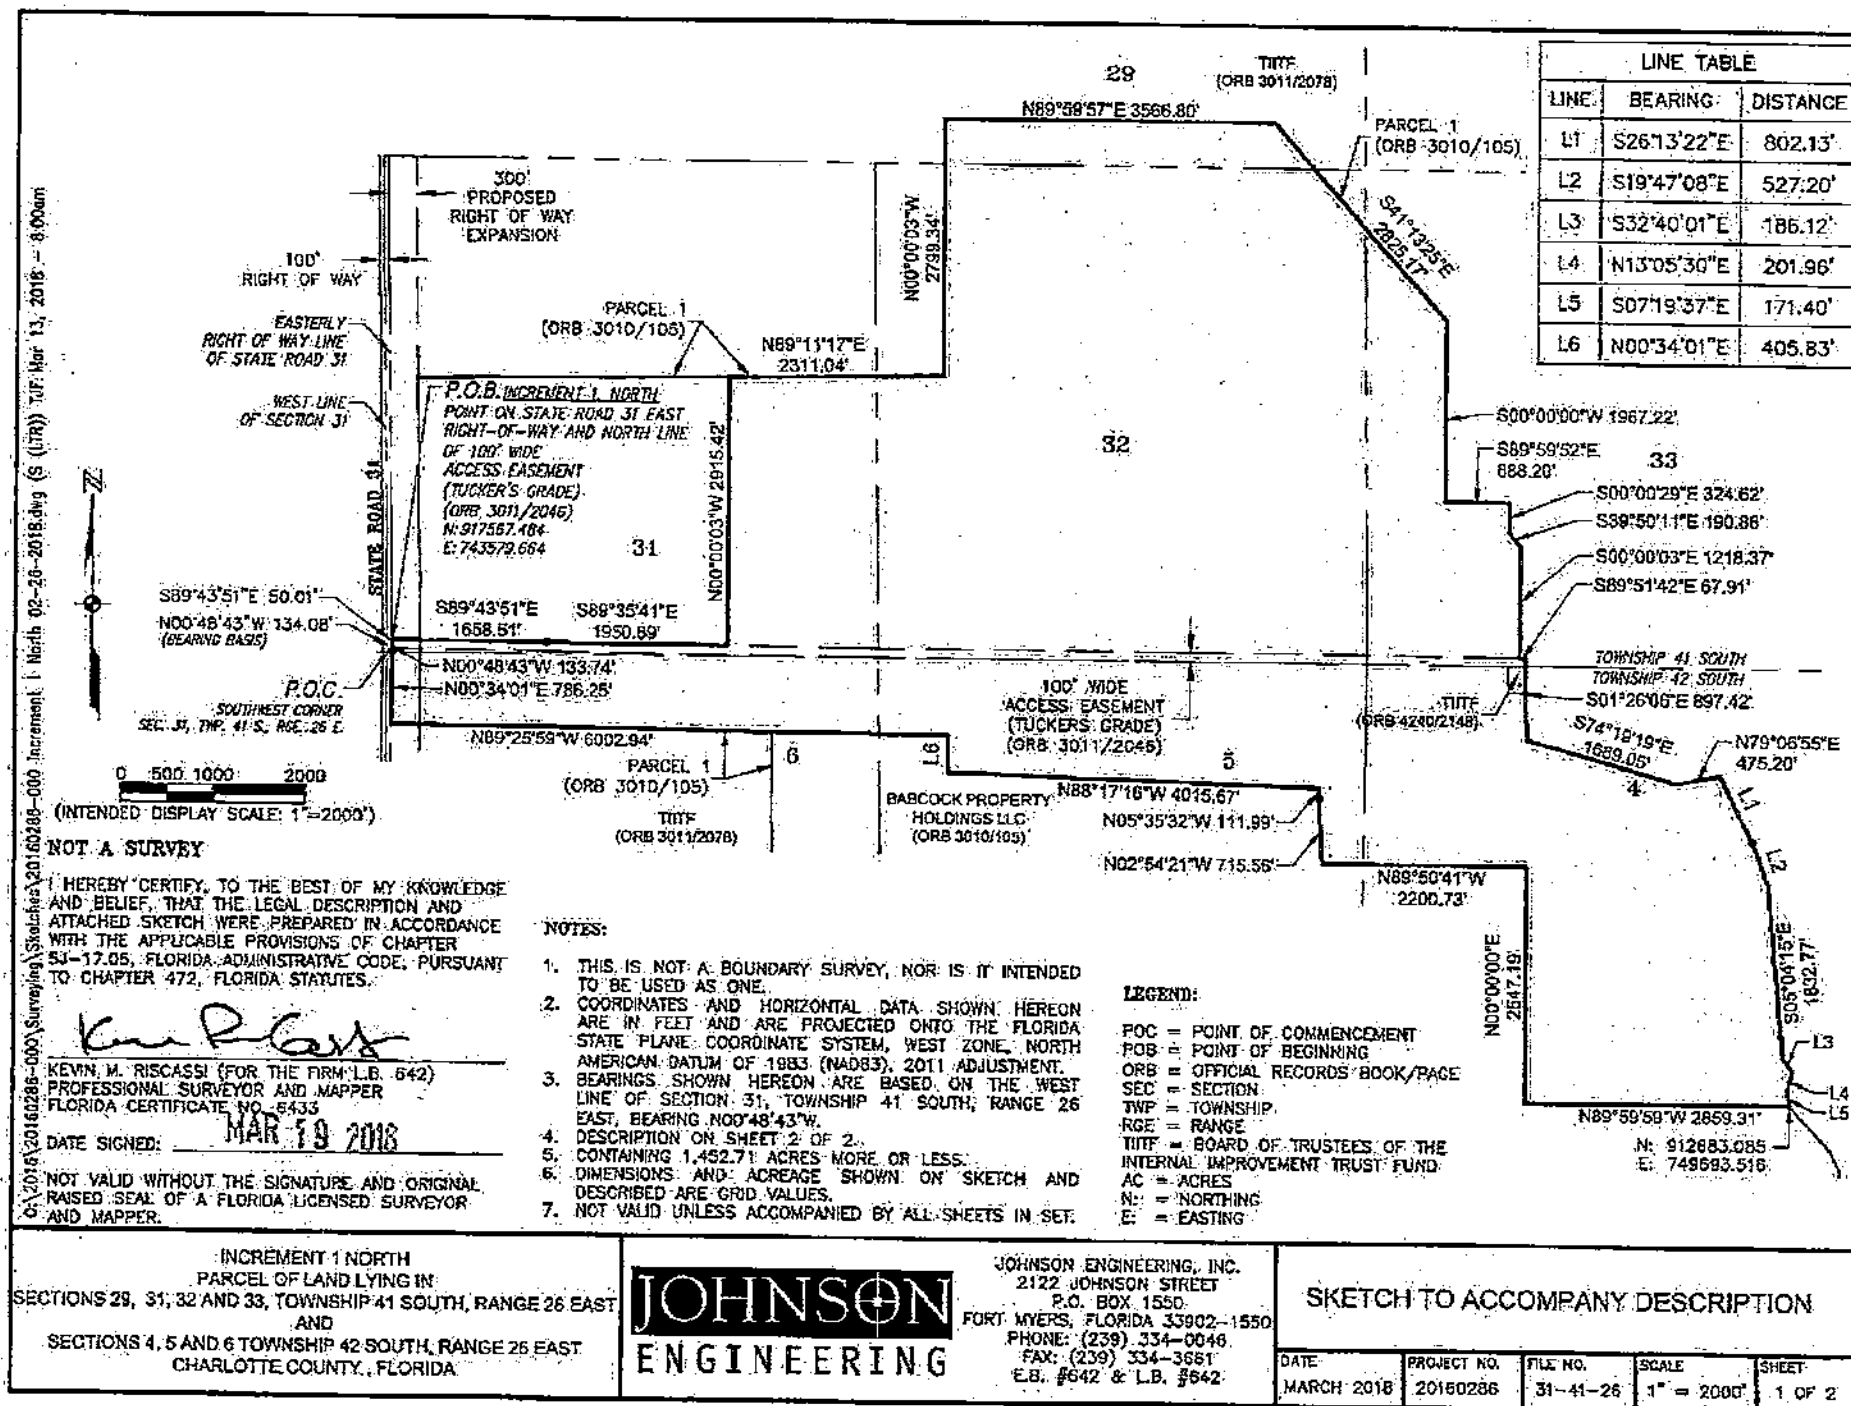 LINE TABLE
LINE BEARING DISTANCE
L1 S26°13'22"E 802.13'
L2 S19°47'08"E 527.20'
L3 S32°40'01"E 186.12'
L4 N13°05'30"E 201.96'
L5 S07°19'37"E 171.40'
L6 N00°34'01"E 405.83'
29
TIITF
(ORB 3011/2078)
N89°59'57"E 3566.80'
PARCEL 1
(ORB 3010/105)
S41°13'25"E
2825.17'
N00°00'03"W
2799.34'
300'
PROPOSED
RIGHT OF WAY
EXPANSION
100'
RIGHT OF WAY
EASTERLY
RIGHT OF WAY LINE
OF STATE ROAD 31
WEST LINE
OF SECTION 31
STATE ROAD 31
PARCEL 1
(ORB 3010/105)
N89°11'17"E
2311.04'
P.O.B. INCREMENT 1, NORTH
POINT ON STATE ROAD 31 EAST
RIGHT-OF-WAY AND NORTH LINE
OF 100' WIDE
ACCESS EASEMENT
(TUCKER'S GRADE)
(ORB 3011/2046)
N: 917567.484
E: 743579.664
31
N00°00'03"W 2915.42'
32
S00°00'00"W 1967.22'
S89°59'52"E
888.20'
33
S00°00'29"E 324.62'
S39°50'11"E 190.86'
S00°00'03"E 1218.37'
S89°51'42"E 67.91'
Z
S89°43'51"E 50.01'
N00°48'43"W 134.08'
(BEARING BASIS)
S89°43'51"E
1658.51'
S89°35'41"E
1950.89'
N00°48'43"W 133.74'
N00°34'01"E 786.25'
P.O.C.
SOUTHWEST CORNER
SEC. 31, TWP. 41 S., RGE. 26 E.
N89°25'59"W 6002.94'
TOWNSHIP 41 SOUTH
TOWNSHIP 42 SOUTH
100' WIDE
ACCESS EASEMENT
(TUCKERS GRADE)
(ORB 3011/2046)
TIITF
(ORB 4240/2148)
S01°26'06"E 897.42'
S74°19'19"E
1689.05'
N79°06'55"E
475.20'
L1
L2
4
5
6
L6
PARCEL 1
(ORB 3010/105)
TIITF
(ORB 3011/2078)
BABCOCK PROPERTY
HOLDINGS LLC
(ORB 3010/105)
N88°17'16"W 4015.67'
N05°35'32"W 111.99'
N02°54'21"W 715.56'
N89°50'41"W
2200.73'
N00°00'00"E
2647.19'
S05°04'15"E
1832.77'
L3
L4
L5
N89°59'59"W 2859.31'
N: 912683.085
E: 749593.516
0 500 1000 2000
(INTENDED DISPLAY SCALE: 1"=2000')
NOT A SURVEY
I HEREBY CERTIFY, TO THE BEST OF MY KNOWLEDGE
AND BELIEF, THAT THE LEGAL DESCRIPTION AND
ATTACHED SKETCH WERE PREPARED IN ACCORDANCE
WITH THE APPLICABLE PROVISIONS OF CHAPTER
5J-17.05, FLORIDA ADMINISTRATIVE CODE, PURSUANT
TO CHAPTER 472, FLORIDA STATUTES.
KEVIN M. RISCASSI (FOR THE FIRM L.B. 642)
PROFESSIONAL SURVEYOR AND MAPPER
FLORIDA CERTIFICATE NO. 6433
DATE SIGNED: MAR 19 2018
NOT VALID WITHOUT THE SIGNATURE AND ORIGINAL
RAISED SEAL OF A FLORIDA LICENSED SURVEYOR
AND MAPPER.
NOTES:
1. THIS IS NOT A BOUNDARY SURVEY, NOR IS IT INTENDED
TO BE USED AS ONE.
2. COORDINATES AND HORIZONTAL DATA SHOWN HEREON
ARE IN FEET AND ARE PROJECTED ONTO THE FLORIDA
STATE PLANE COORDINATE SYSTEM, WEST ZONE, NORTH
AMERICAN DATUM OF 1983 (NAD83), 2011 ADJUSTMENT.
3. BEARINGS SHOWN HEREON ARE BASED ON THE WEST
LINE OF SECTION 31, TOWNSHIP 41 SOUTH, RANGE 26
EAST, BEARING N00°48'43"W.
4. DESCRIPTION ON SHEET 2 OF 2.
5. CONTAINING 1,452.71 ACRES MORE OR LESS.
6. DIMENSIONS AND ACREAGE SHOWN ON SKETCH AND
DESCRIBED ARE GRID VALUES.
7. NOT VALID UNLESS ACCOMPANIED BY ALL SHEETS IN SET.
LEGEND:
POC = POINT OF COMMENCEMENT
POB = POINT OF BEGINNING
ORB = OFFICIAL RECORDS BOOK/PAGE
SEC = SECTION
TWP = TOWNSHIP
RGE = RANGE
TIITF = BOARD OF TRUSTEES OF THE
INTERNAL IMPROVEMENT TRUST FUND
AC = ACRES
N: = NORTHING
E: = EASTING
INCREMENT 1 NORTH
PARCEL OF LAND LYING IN
SECTIONS 29, 31, 32 AND 33, TOWNSHIP 41 SOUTH, RANGE 26 EAST
AND
SECTIONS 4, 5 AND 6 TOWNSHIP 42 SOUTH, RANGE 26 EAST
CHARLOTTE COUNTY, FLORIDA
JOHNSON
ENGINEERING
JOHNSON ENGINEERING, INC.
2122 JOHNSON STREET
P.O. BOX 1550
FORT MYERS, FLORIDA 33902-1550
PHONE: (239) 334-0046
FAX: (239) 334-3661
E.B. #642 & L.B. #642
SKETCH TO ACCOMPANY DESCRIPTION
DATE MARCH 2018
PROJECT NO. 20160286
FILE NO. 31-41-26
SCALE 1" = 2000'
SHEET 1 OF 2